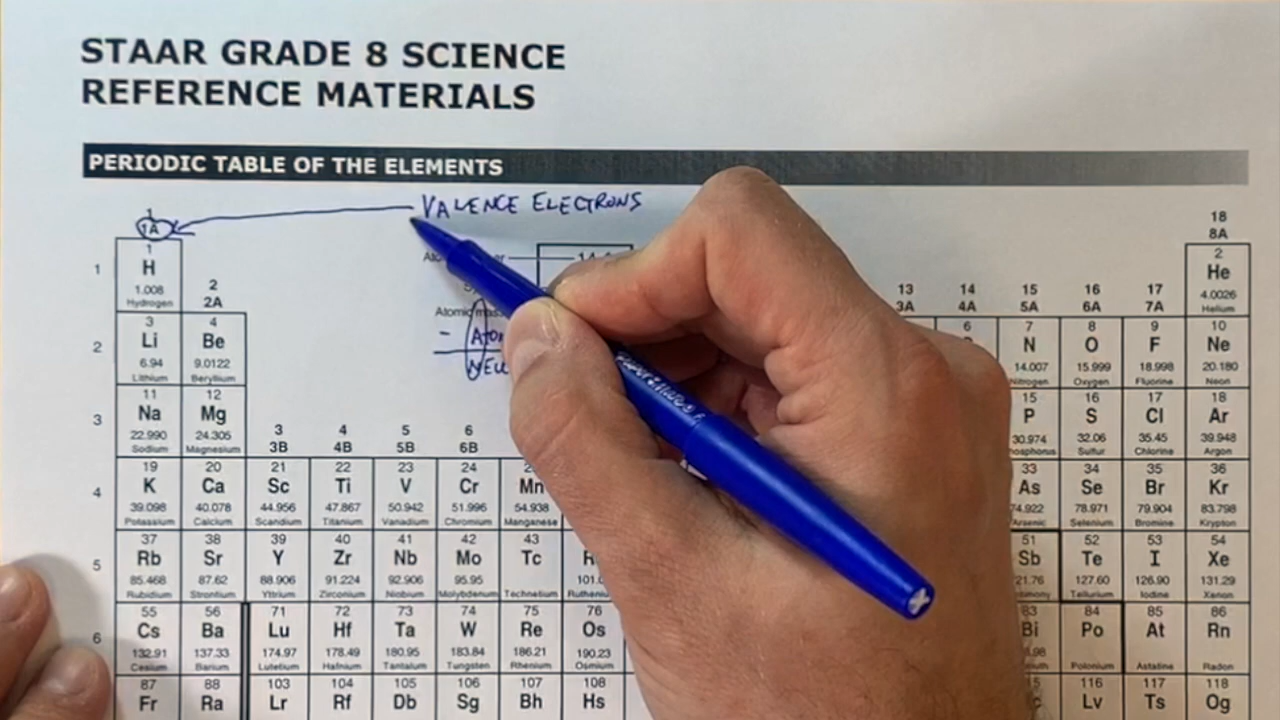 STAAR GRADE 8 SCIENCE
REFERENCE MATERIALS
PERIODIC TABLE OF THE ELEMENTS
VALENCE ELECTRONS
1 18
1A 8A
1 1 2
H He
1.008 2 13 14 15 16 17 4.0026
Hydrogen 2A 3A 4A 5A 6A 7A Helium
2 3 4 6 7 8 9 10
Li Be N O F Ne
6.94 9.0122 14.007 15.999 18.998 20.180
Lithium Beryllium Nitrogen Oxygen Fluorine Neon
Atomic mass
-
3 11 12 15 16 17 18
Na Mg P S Cl Ar
22.990 24.305 3 4 5 6 30.974 32.06 35.45 39.948
Sodium Magnesium 3B 4B 5B 6B Sulfur Chlorine Argon
4 19 20 21 22 23 24 33 34 35 36
K Ca Sc Ti V Cr Mn As Se Br Kr
39.098 40.078 44.956 47.867 50.942 51.996 54.938 74.922 78.971 79.904 83.798
Potassium Calcium Scandium Titanium Vanadium Chromium Manganese Arsenic Selenium Bromine Krypton
5 37 38 39 40 41 42 43 51 52 53 54
Rb Sr Y Zr Nb Mo Tc Sb Te I Xe
85.468 87.62 88.906 91.224 92.906 95.95 127.60 126.90 131.29
Rubidium Strontium Yttrium Zirconium Niobium Molybdenum Technetium Tellurium Iodine Xenon
6 55 56 71 72 73 74 75 76 83 84 85 86
Cs Ba Lu Hf Ta W Re Os Bi Po At Rn
132.91 137.33 174.97 178.49 180.95 183.84 186.21 190.23
Cesium Barium Lutetium Hafnium Tantalum Tungsten Rhenium Osmium Polonium Astatine Radon
87 88 103 104 105 106 107 108 116 117 118
Fr Ra Lr Rf Db Sg Bh Hs Lv Ts Og